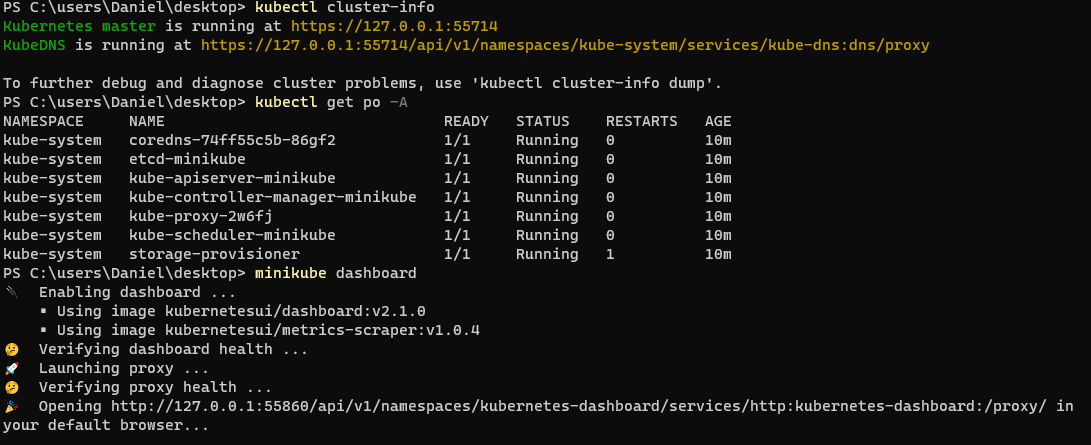 PS C:\users\Daniel\desktop> kubectl cluster-info
Kubernetes master is running at https://127.0.0.1:55714
KubeDNS is running at https://127.0.0.1:55714/api/v1/namespaces/kube-system/services/kube-dns:dns/proxy
To further debug and diagnose cluster problems, use 'kubectl cluster-info dump'.
PS C:\users\Daniel\desktop> kubectl get po -A
NAMESPACE NAME READY STATUS RESTARTS AGE
kube-system coredns-74ff55c5b-86gf2 1/1 Running 0 10m
kube-system etcd-minikube 1/1 Running 0 10m
kube-system kube-apiserver-minikube 1/1 Running 0 10m
kube-system kube-controller-manager-minikube 1/1 Running 0 10m
kube-system kube-proxy-2w6fj 1/1 Running 0 10m
kube-system kube-scheduler-minikube 1/1 Running 0 10m
kube-system storage-provisioner 1/1 Running 1 10m
PS C:\users\Daniel\desktop> minikube dashboard
🔌 Enabling dashboard ...
▪ Using image kubernetesui/dashboard:v2.1.0
▪ Using image kubernetesui/metrics-scraper:v1.0.4
🤔 Verifying dashboard health ...
🚀 Launching proxy ...
🤔 Verifying proxy health ...
🎉 Opening http://127.0.0.1:55860/api/v1/namespaces/kubernetes-dashboard/services/http:kubernetes-dashboard:/proxy/ in
your default browser...